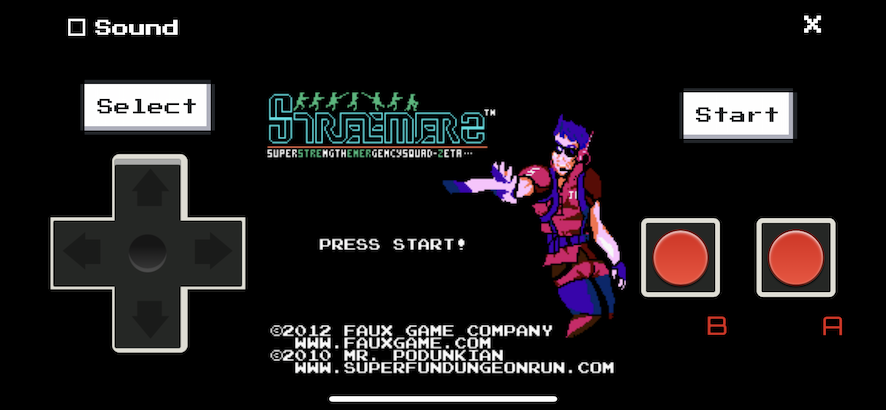 Sound
X
Select
Start
STREEMERZ™
SUPERSTRENGTHEMERGENCYSQUAD-ZETA...
PRESS START!
©2012 FAUX GAME COMPANY
WWW.FAUXGAME.COM
©2010 MR. PODUNKIAN
WWW.SUPERFUNDUNGEONRUN.COM
B
A